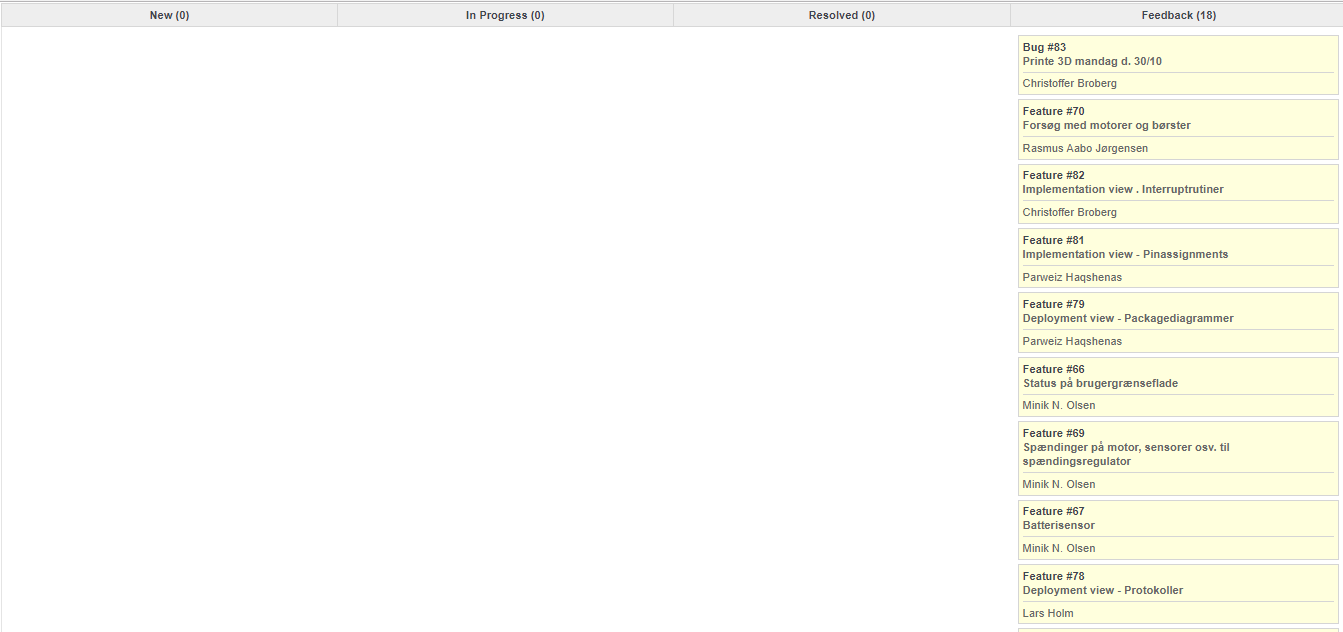 New (0)
In Progress (0)
Resolved (0)
Feedback (18)
Bug #83
Printe 3D mandag d. 30/10
Christoffer Broberg
Feature #70
Forsøg med motorer og børster
Rasmus Aabo Jørgensen
Feature #82
Implementation view . Interruptrutiner
Christoffer Broberg
Feature #81
Implementation view - Pinassignments
Parweiz Haqshenas
Feature #79
Deployment view - Packagediagrammer
Parweiz Haqshenas
Feature #66
Status på brugergrænseflade
Minik N. Olsen
Feature #69
Spændinger på motor, sensorer osv. til
spændingsregulator
Minik N. Olsen
Feature #67
Batterisensor
Minik N. Olsen
Feature #78
Deployment view - Protokoller
Lars Holm